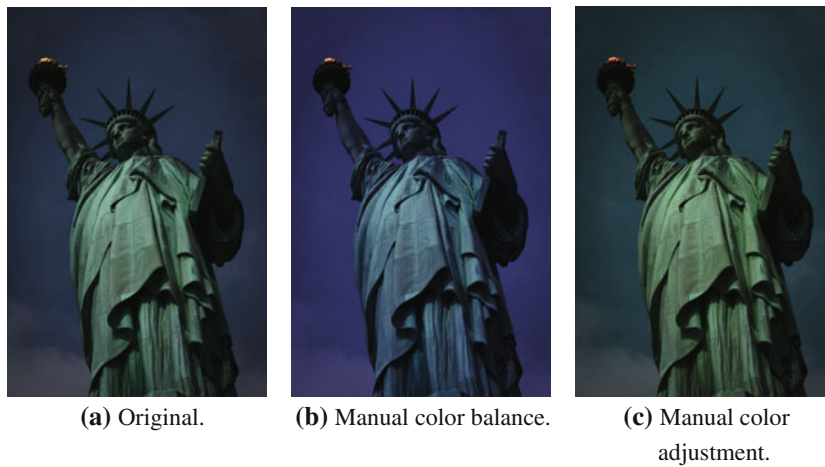 (a) Original.
(b) Manual color balance.
(c) Manual color
adjustment.